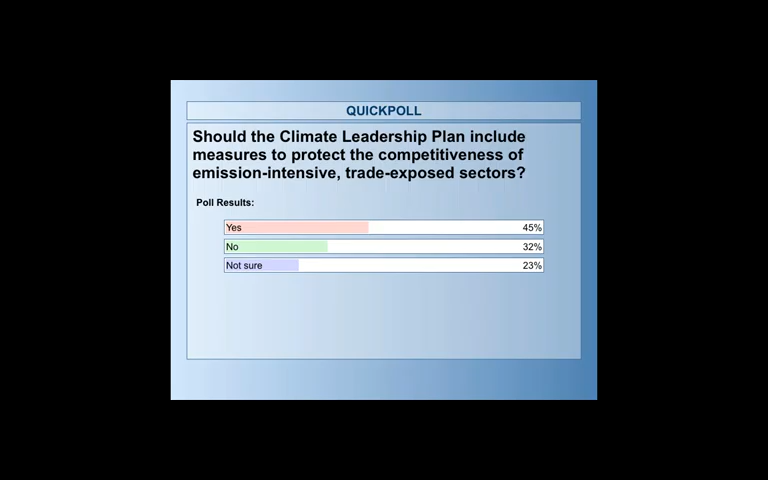 QUICKPOLL
Should the Climate Leadership Plan include
measures to protect the competitiveness of
emission-intensive, trade-exposed sectors?
Poll Results:
Yes 45%
No 32%
Not sure 23%